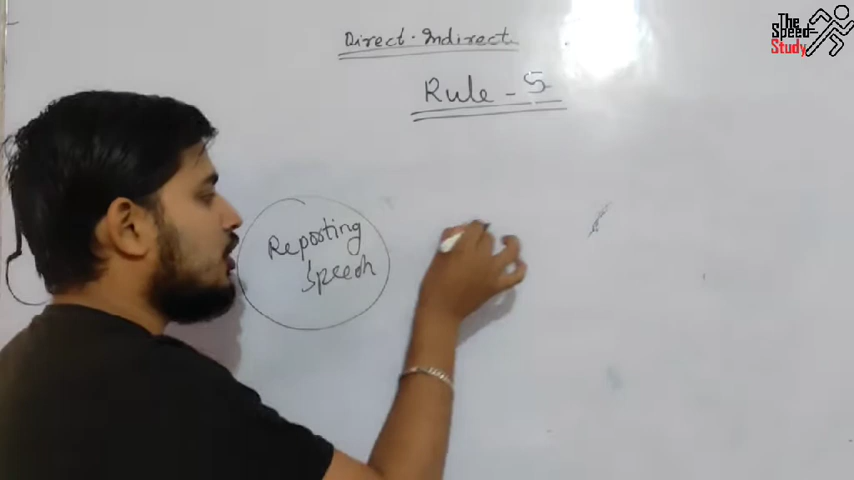 Direct-Indirect
Rule-5
Reporting
Speech
The
Speed
Study